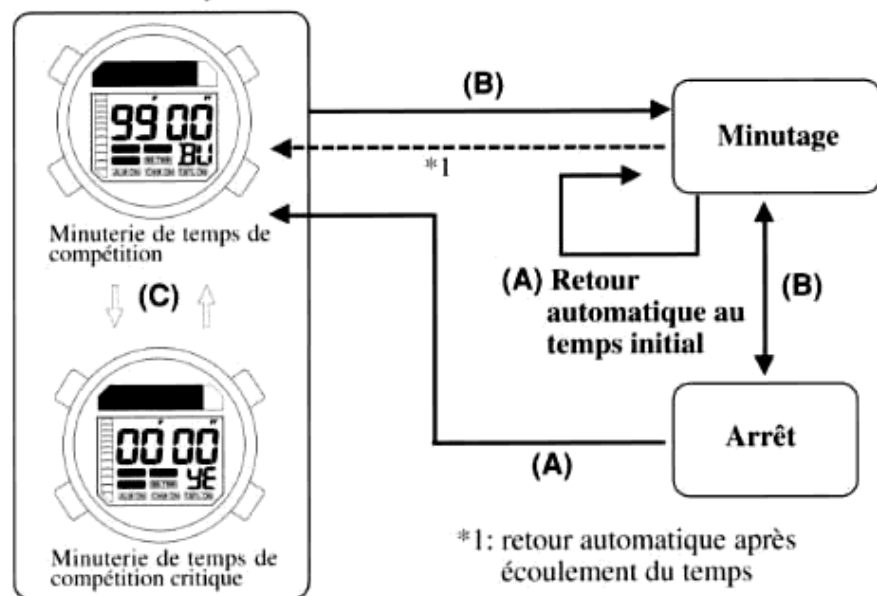 99 00
BU
Minuterie de temps de
compétition
(C)
00 00
YE
Minuterie de temps de
compétition critique
(B)
*1
Minutage
(A) Retour
automatique au
temps initial
(B)
(A)
Arrêt
*1: retour automatique après
écoulement du temps